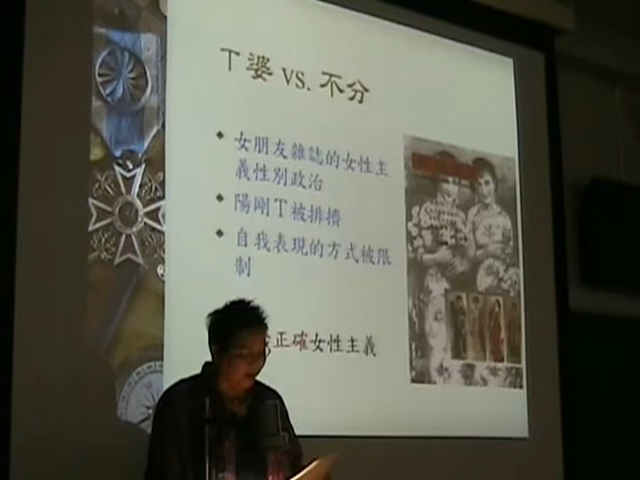 T婆 vs. 不分
女朋友雜誌的女性主
義性別政治
陽剛T被排擠
自我表現的方式被限
制
正確女性主義